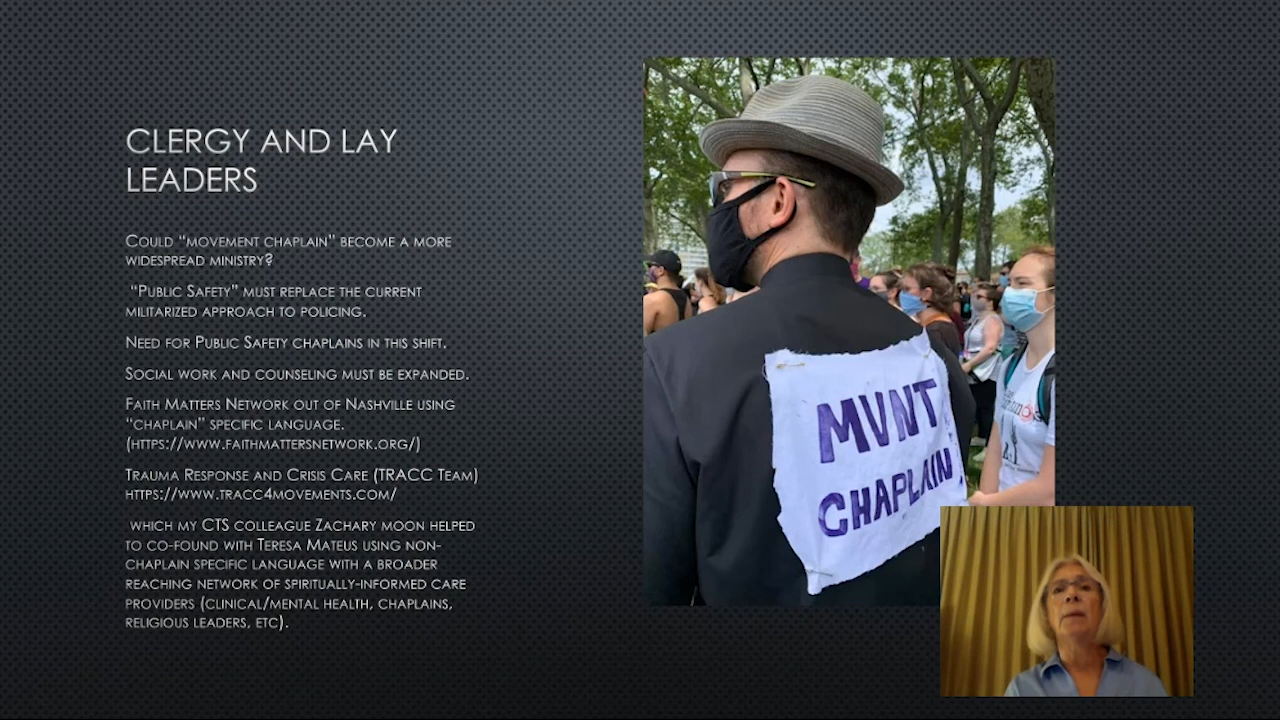 CLERGY AND LAY
LEADERS
COULD “MOVEMENT CHAPLAIN” BECOME A MORE
WIDESPREAD MINISTRY?
“PUBLIC SAFETY” MUST REPLACE THE CURRENT
MILITARIZED APPROACH TO POLICING.
NEED FOR PUBLIC SAFETY CHAPLAINS IN THIS SHIFT.
SOCIAL WORK AND COUNSELING MUST BE EXPANDED.
FAITH MATTERS NETWORK OUT OF NASHVILLE USING
“CHAPLAIN” SPECIFIC LANGUAGE.
(HTTPS://WWW.FAITHMATTERSNETWORK.ORG/)
TRAUMA RESPONSE AND CRISIS CARE (TRACC TEAM)
HTTPS://WWW.TRACC4MOVEMENTS.COM/
WHICH MY CTS COLLEAGUE ZACHARY MOON HELPED
TO CO-FOUND WITH TERESA MATEUS USING NON-
CHAPLAIN SPECIFIC LANGUAGE WITH A BROADER
REACHING NETWORK OF SPIRITUALLY-INFORMED CARE
PROVIDERS (CLINICAL/MENTAL HEALTH, CHAPLAINS,
RELIGIOUS LEADERS, ETC).
MVNT
CHAPLAIN